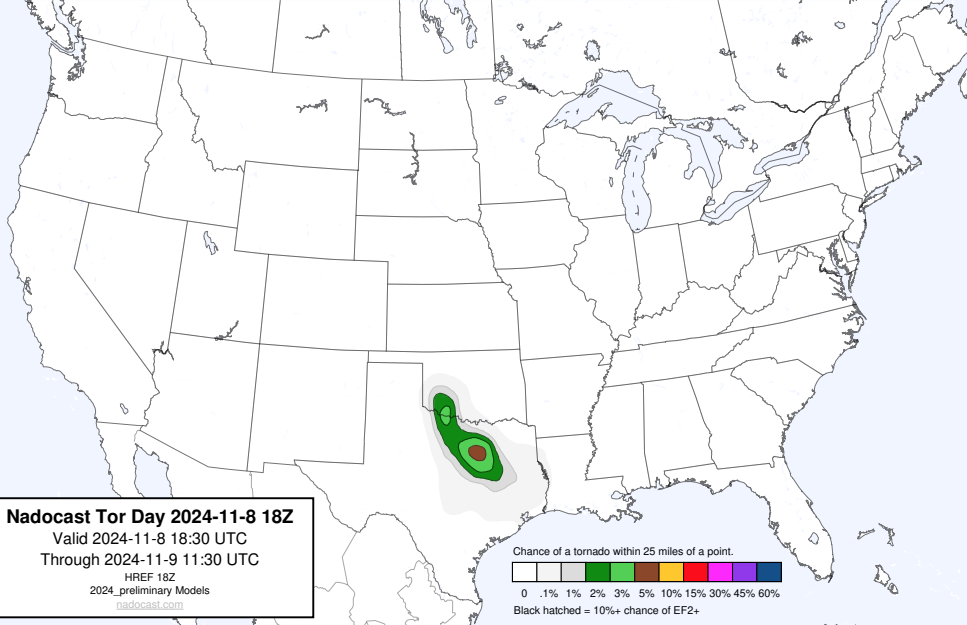 Nadocast Tor Day 2024-11-8 18Z
Valid 2024-11-8 18:30 UTC
Through 2024-11-9 11:30 UTC
HREF 18Z
2024_preliminary Models
nadocast.com
Chance of a tornado within 25 miles of a point.
0 .1% 1% 2% 3% 5% 10% 15% 30% 45% 60%
Black hatched = 10%+ chance of EF2+